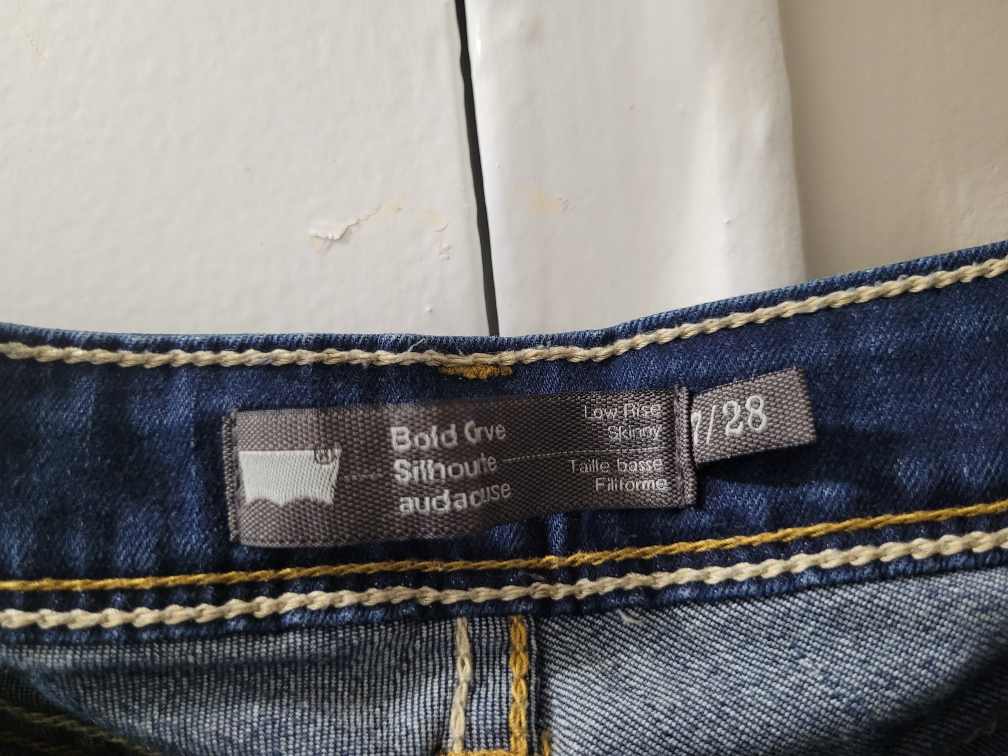 Bold Crve
Silhoute
audacuse
Low Rise
Skinny
Taille basse
Filiforme
/28